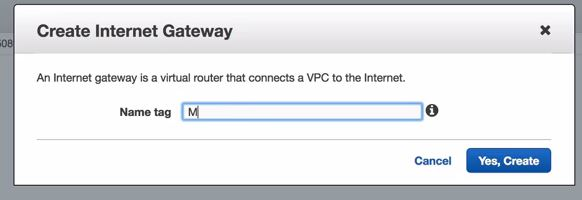 508
Create Internet Gateway
An Internet gateway is a virtual router that connects a VPC to the Internet.
Name tag M
Cancel Yes, Create